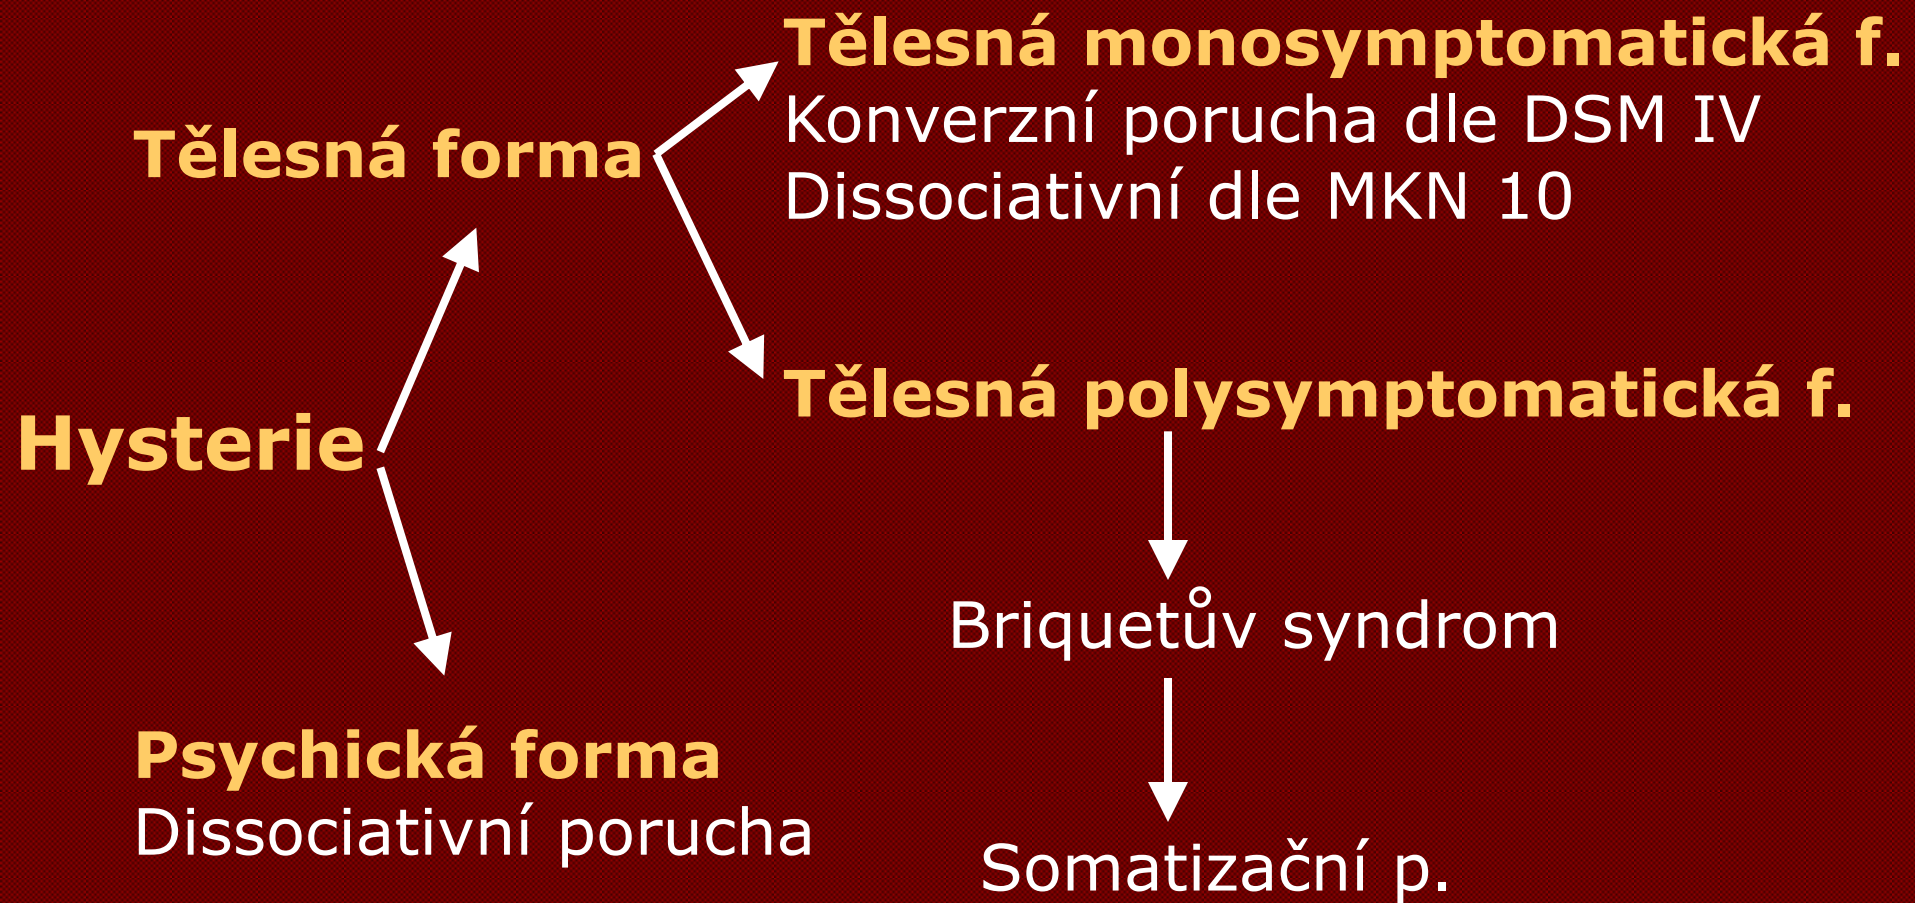 Tělesná monosymptomatická f.
Konverzní porucha dle DSM IV
Dissociativní dle MKN 10
Tělesná forma
Tělesná polysymptomatická f.
Hysterie
Briquetův syndrom
Psychická forma
Dissociativní porucha
Somatizační p.